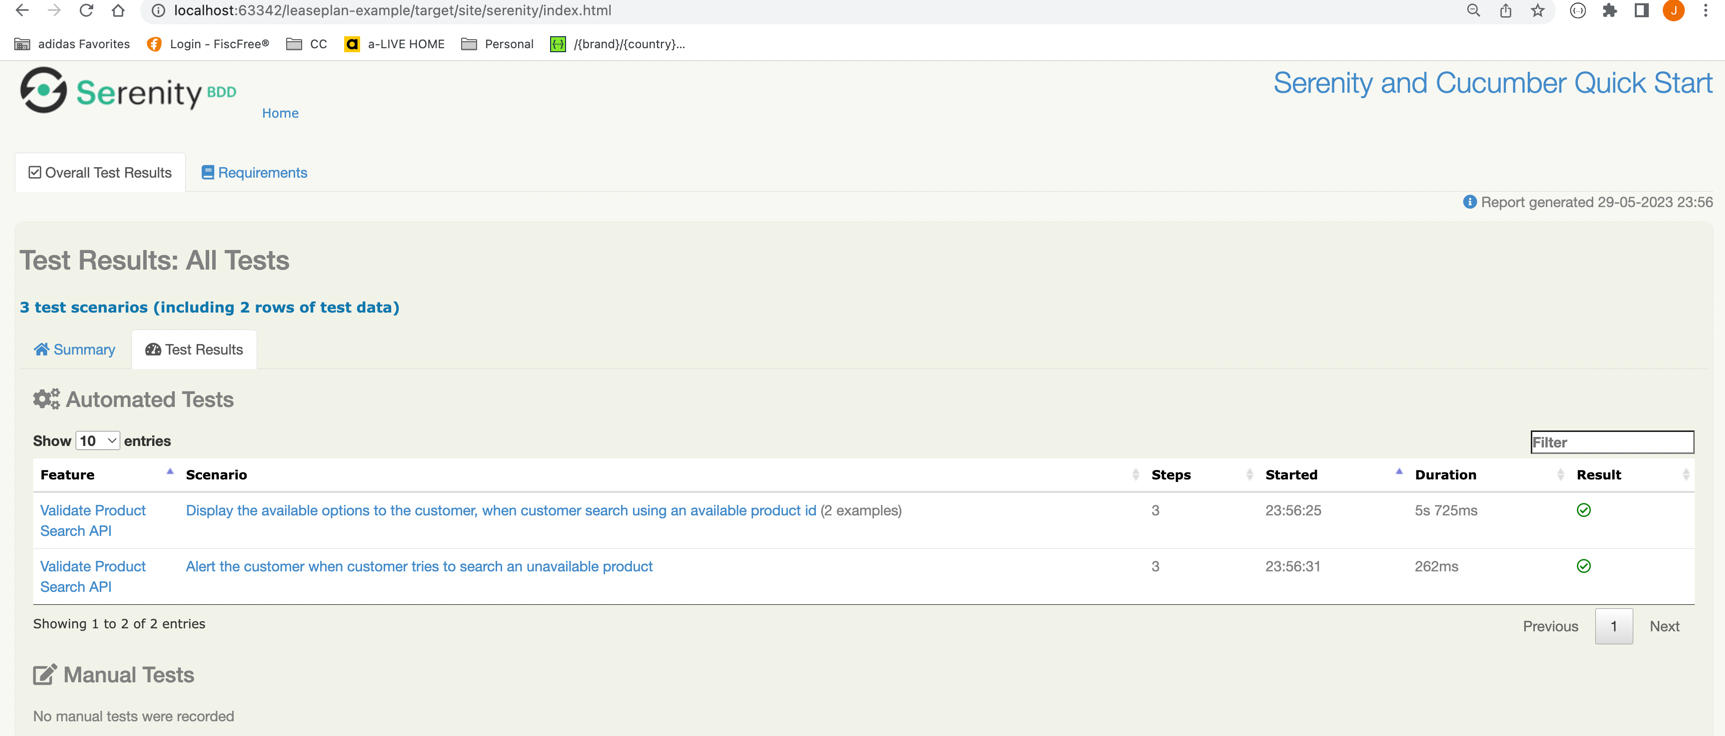 localhost:63342/leaseplan-example/target/site/serenity/index.html
J
adidas Favorites Login - FiscFree® CC a a-LIVE HOME Personal /{brand}/{country}...
Serenity BDD
Home
Serenity and Cucumber Quick Start
Overall Test Results Requirements
Report generated 29-05-2023 23:56
Test Results: All Tests
3 test scenarios (including 2 rows of test data)
Summary Test Results
Automated Tests
Show 10 entries Filter
Feature Scenario Steps Started Duration Result
Validate Product Search API Display the available options to the customer, when customer search using an available product id (2 examples) 3 23:56:25 5s 725ms
Validate Product Search API Alert the customer when customer tries to search an unavailable product 3 23:56:31 262ms
Showing 1 to 2 of 2 entries Previous 1 Next
Manual Tests
No manual tests were recorded